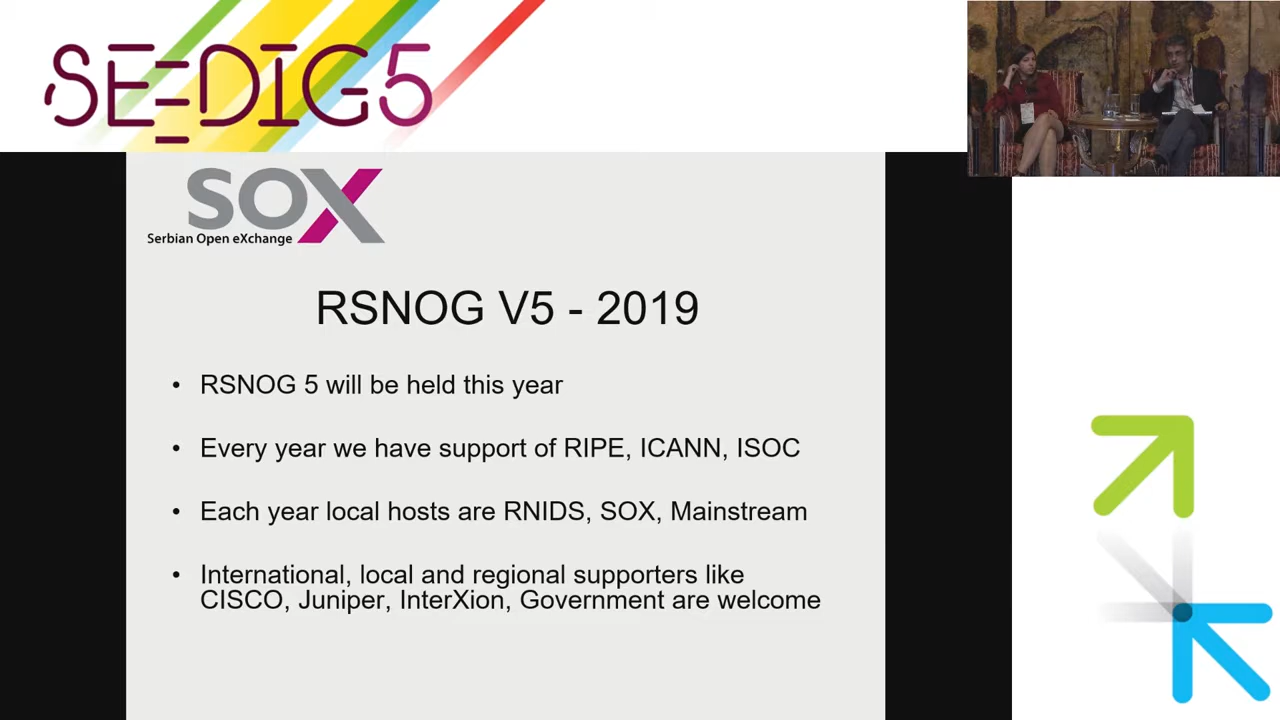 SEEDIG5
SOX
Serbian Open eXchange
RSNOG V5 - 2019
• RSNOG 5 will be held this year
• Every year we have support of RIPE, ICANN, ISOC
• Each year local hosts are RNIDS, SOX, Mainstream
• International, local and regional supporters like
CISCO, Juniper, InterXion, Government are welcome